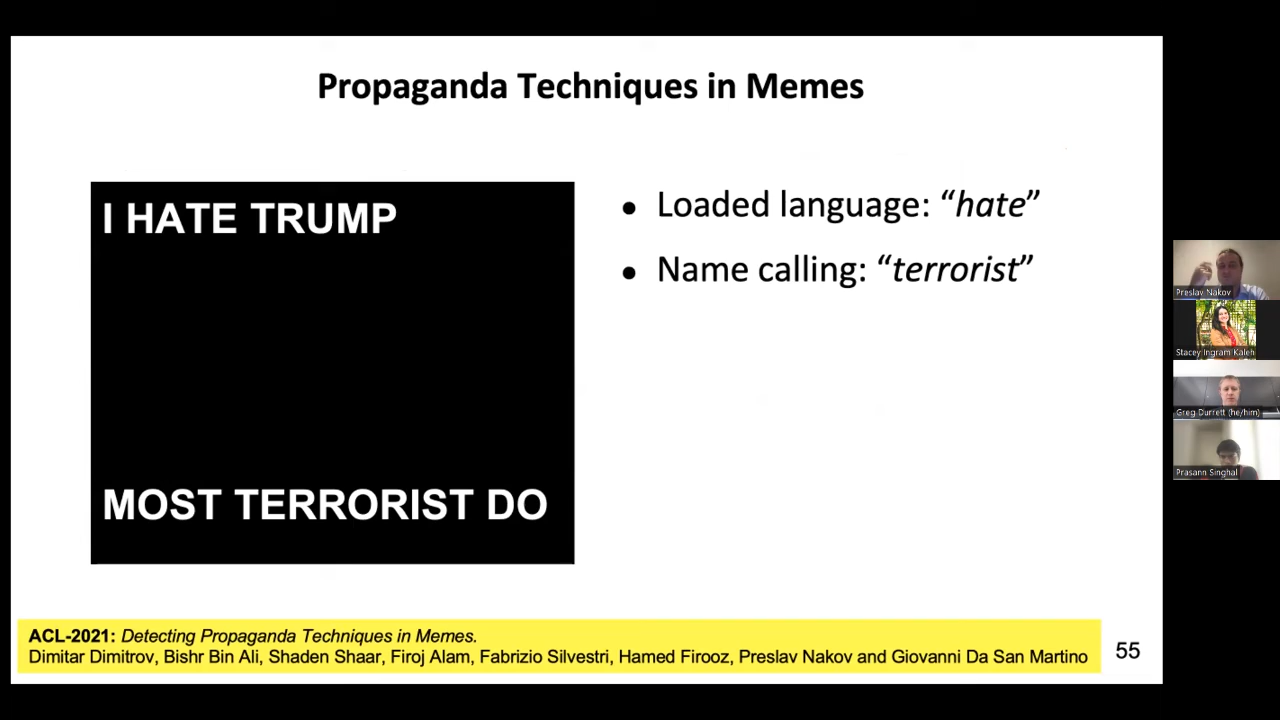 Propaganda Techniques in Memes
I HATE TRUMP
MOST TERRORIST DO
• Loaded language: “hate”
• Name calling: “terrorist”
ACL-2021: Detecting Propaganda Techniques in Memes.
Dimitar Dimitrov, Bishr Bin Ali, Shaden Shaar, Firoj Alam, Fabrizio Silvestri, Hamed Firooz, Preslav Nakov and Giovanni Da San Martino
55
Preslav Nakov
Stacey Ingram Kaleh
Greg Durrett (he/him)
Prasann Singhal